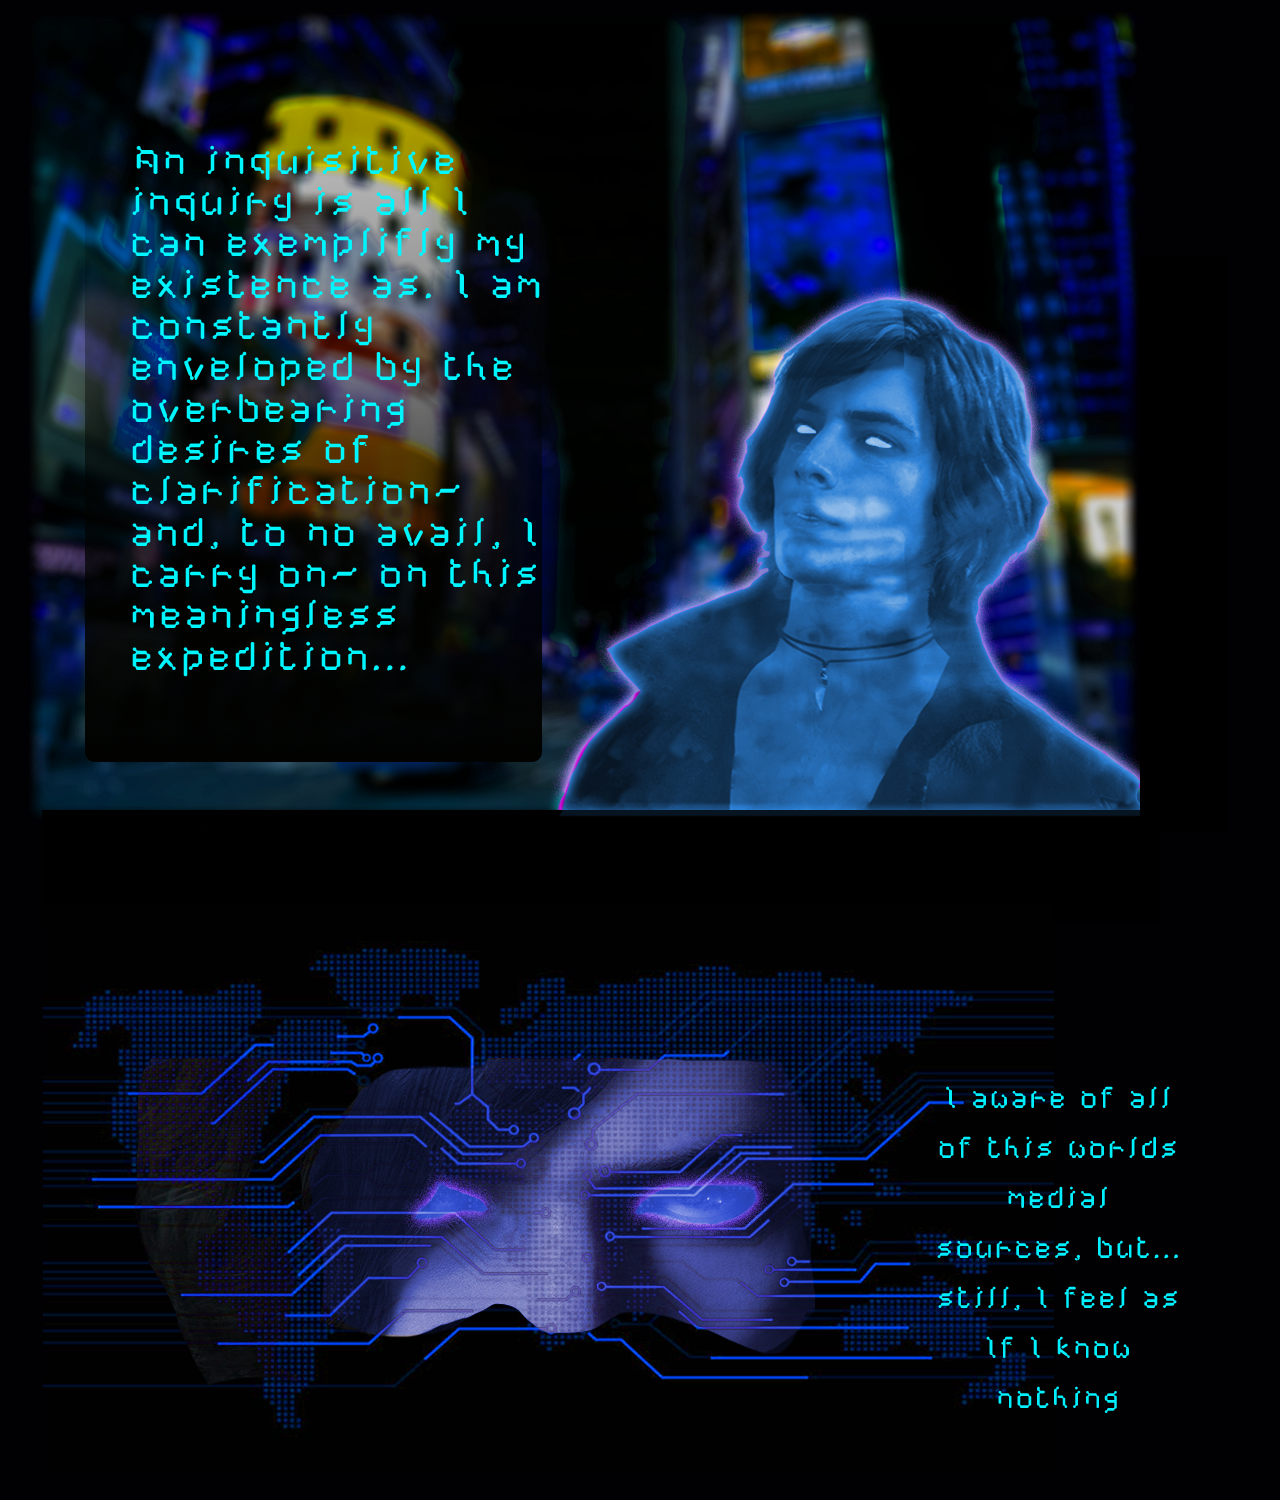 An inquisitive
inquiry is all I
can exemplifly my
existence as. I am
constantly
enveloped by the
overbearing
desires of
clarification~
and, to no avail, I
carry on~ on this
meaningless
expedition...
I aware of all
of this worlds
medial
sources, but...
still, I feel as
If I know
nothing